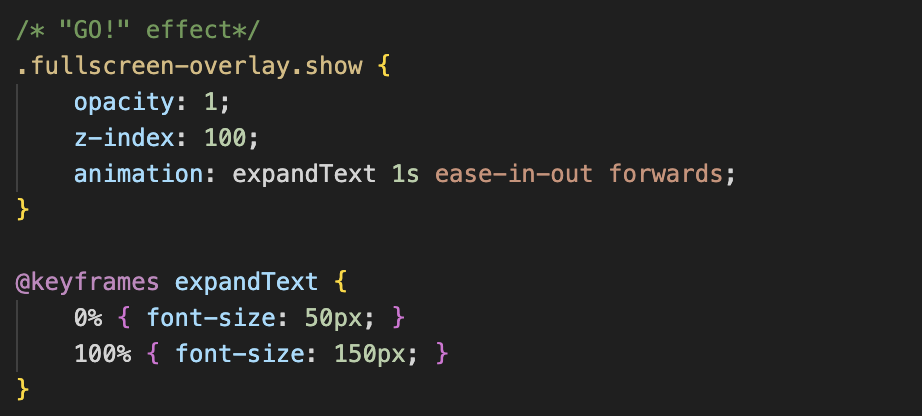 /* "GO!" effect*/
.fullscreen-overlay.show {
    opacity: 1;
    z-index: 100;
    animation: expandText 1s ease-in-out forwards;
}

@keyframes expandText {
    0% { font-size: 50px; }
    100% { font-size: 150px; }
}